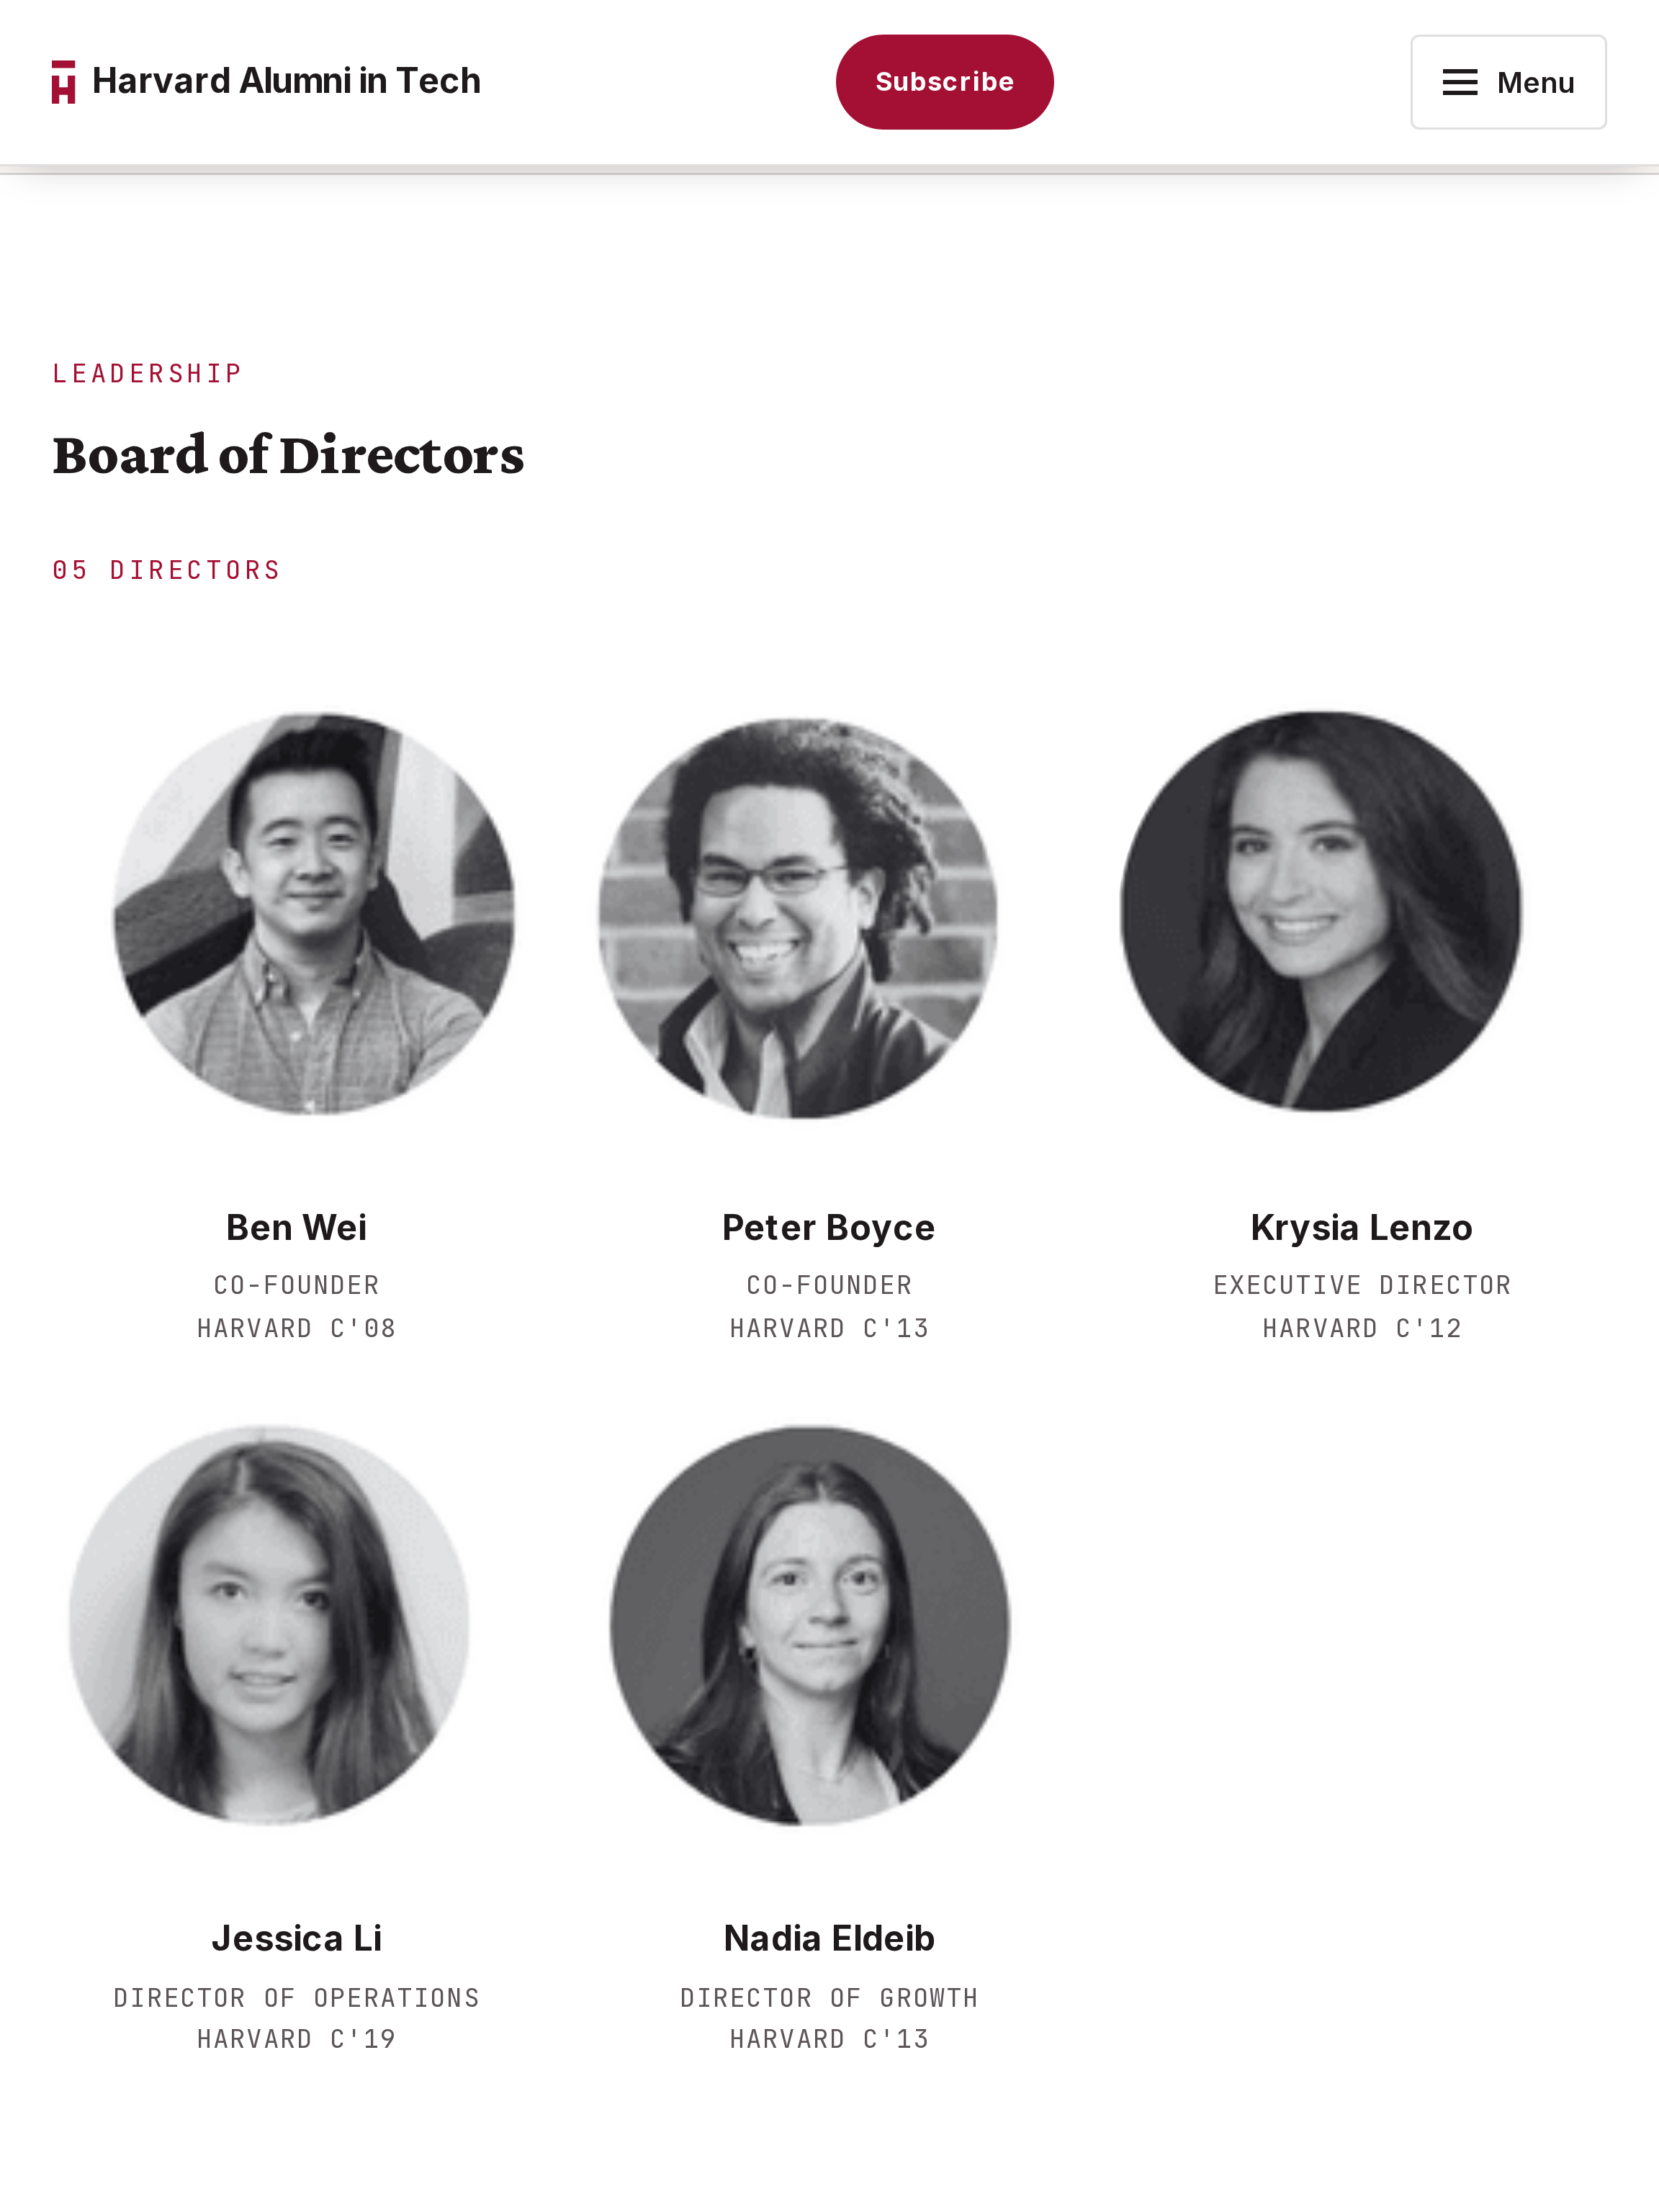 Harvard Alumni in Tech
Subscribe
Menu
LEADERSHIP
Board of Directors
05 DIRECTORS
Ben Wei
CO-FOUNDER
HARVARD C'08
Peter Boyce
CO-FOUNDER
HARVARD C'13
Krysia Lenzo
EXECUTIVE DIRECTOR
HARVARD C'12
Jessica Li
DIRECTOR OF OPERATIONS
HARVARD C'19
Nadia Eldeib
DIRECTOR OF GROWTH
HARVARD C'13